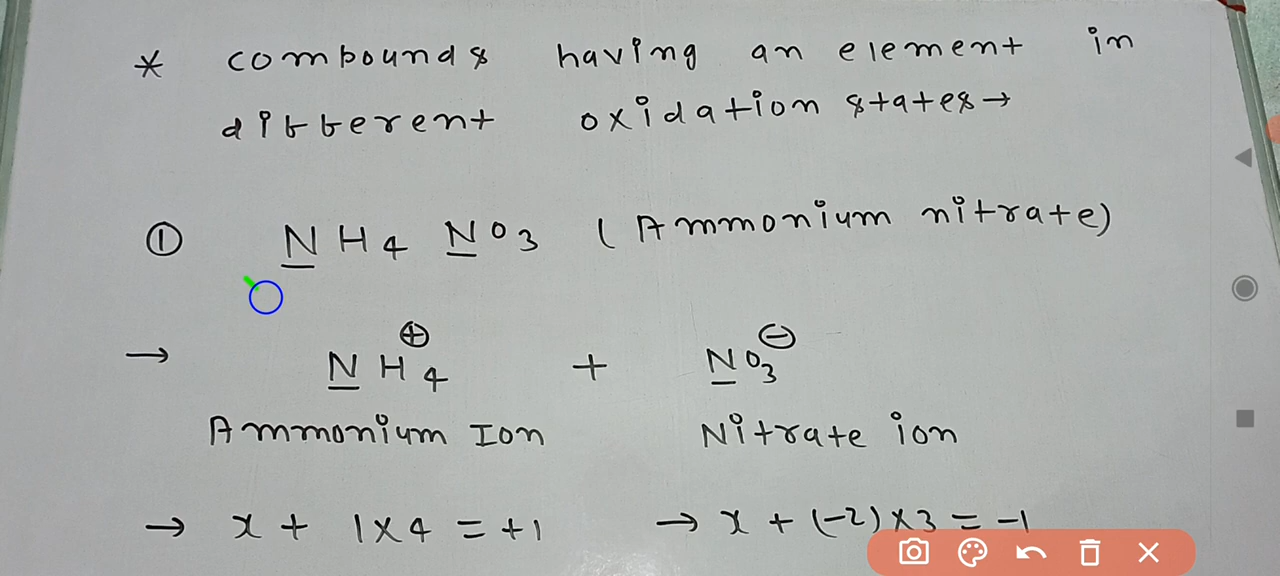 * compounds having an element in
different oxidation states→
① NH4 NO3 (Ammonium nitrate)
→ NH4⊕ + NO3⊖
Ammonium Ion Nitrate ion
→ x + 1×4 = +1 → x + (-2)×3 = -1